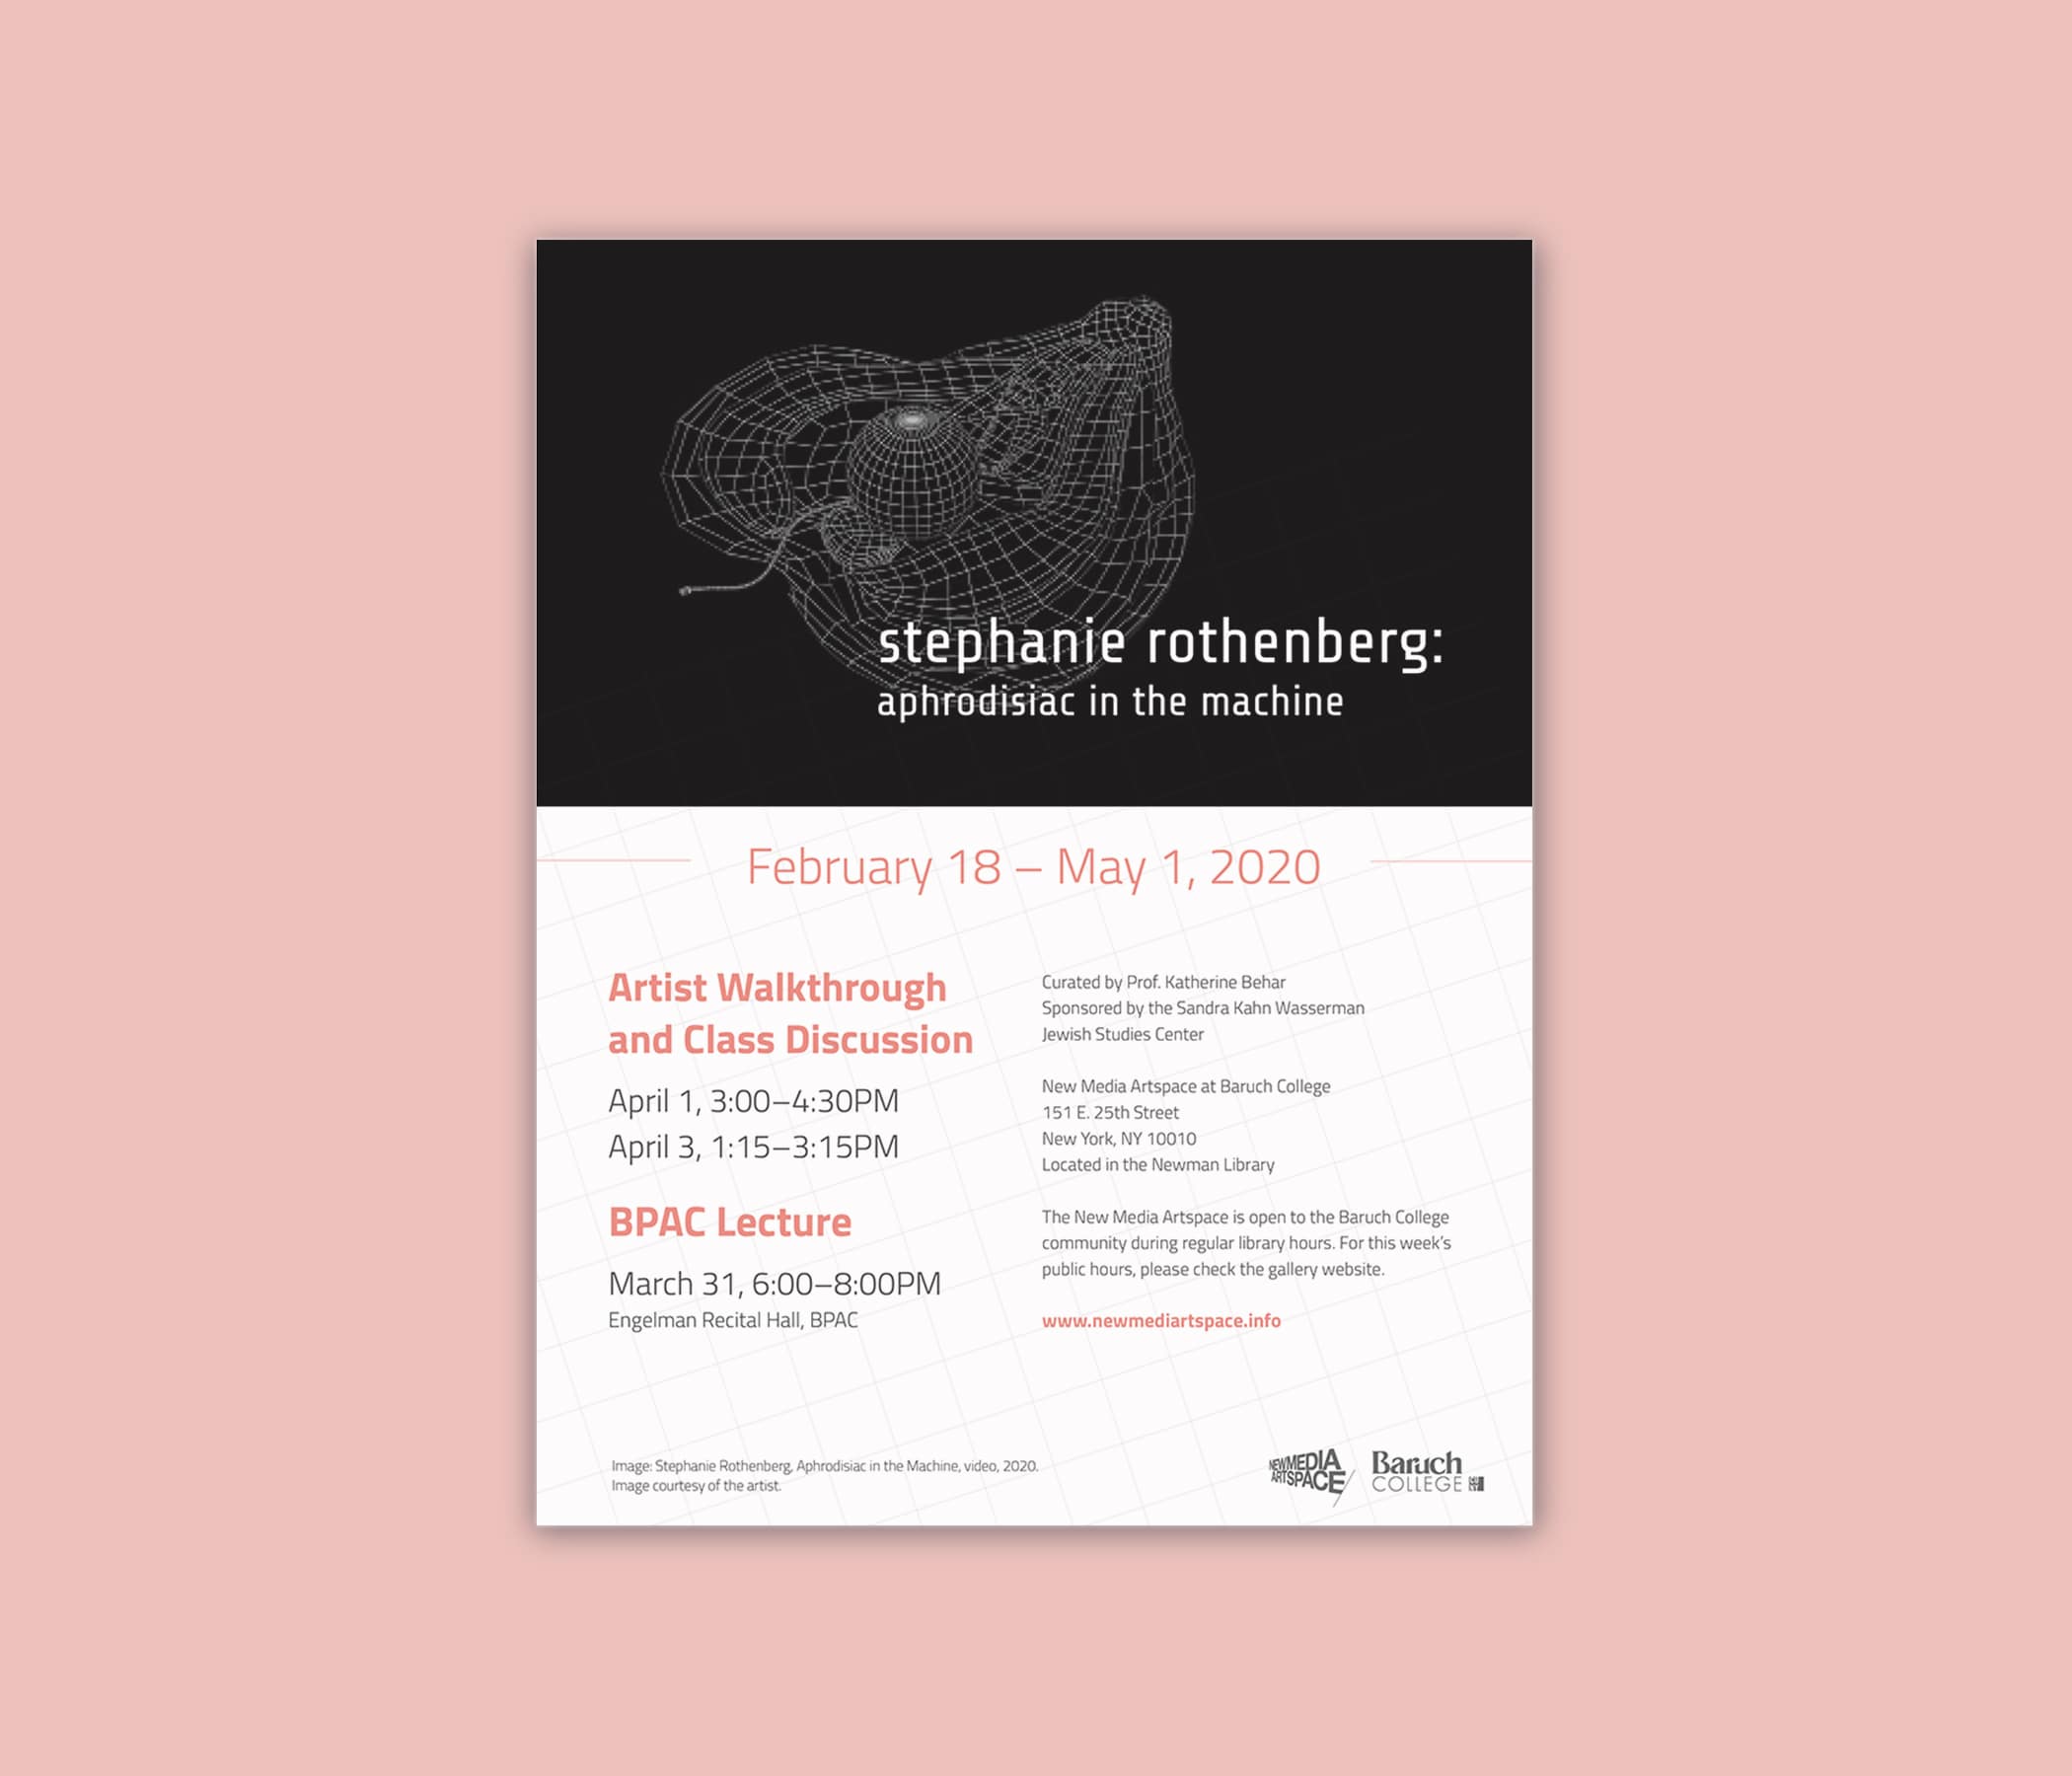 stephanie rothenberg:
aphrodisiac in the machine
February 18 – May 1, 2020
Artist Walkthrough
and Class Discussion
April 1, 3:00–4:30PM
April 3, 1:15–3:15PM
BPAC Lecture
March 31, 6:00–8:00PM
Engelman Recital Hall, BPAC
Curated by Prof. Katherine Behar
Sponsored by the Sandra Kahn Wasserman
Jewish Studies Center
New Media Artspace at Baruch College
151 E. 25th Street
New York, NY 10010
Located in the Newman Library
The New Media Artspace is open to the Baruch College
community during regular library hours. For this week’s
public hours, please check the gallery website.
www.newmediartspace.info
Image: Stephanie Rothenberg, Aphrodisiac in the Machine, video, 2020.
Image courtesy of the artist.
NEWMEDIA
ARTSPACE
Baruch
COLLEGE